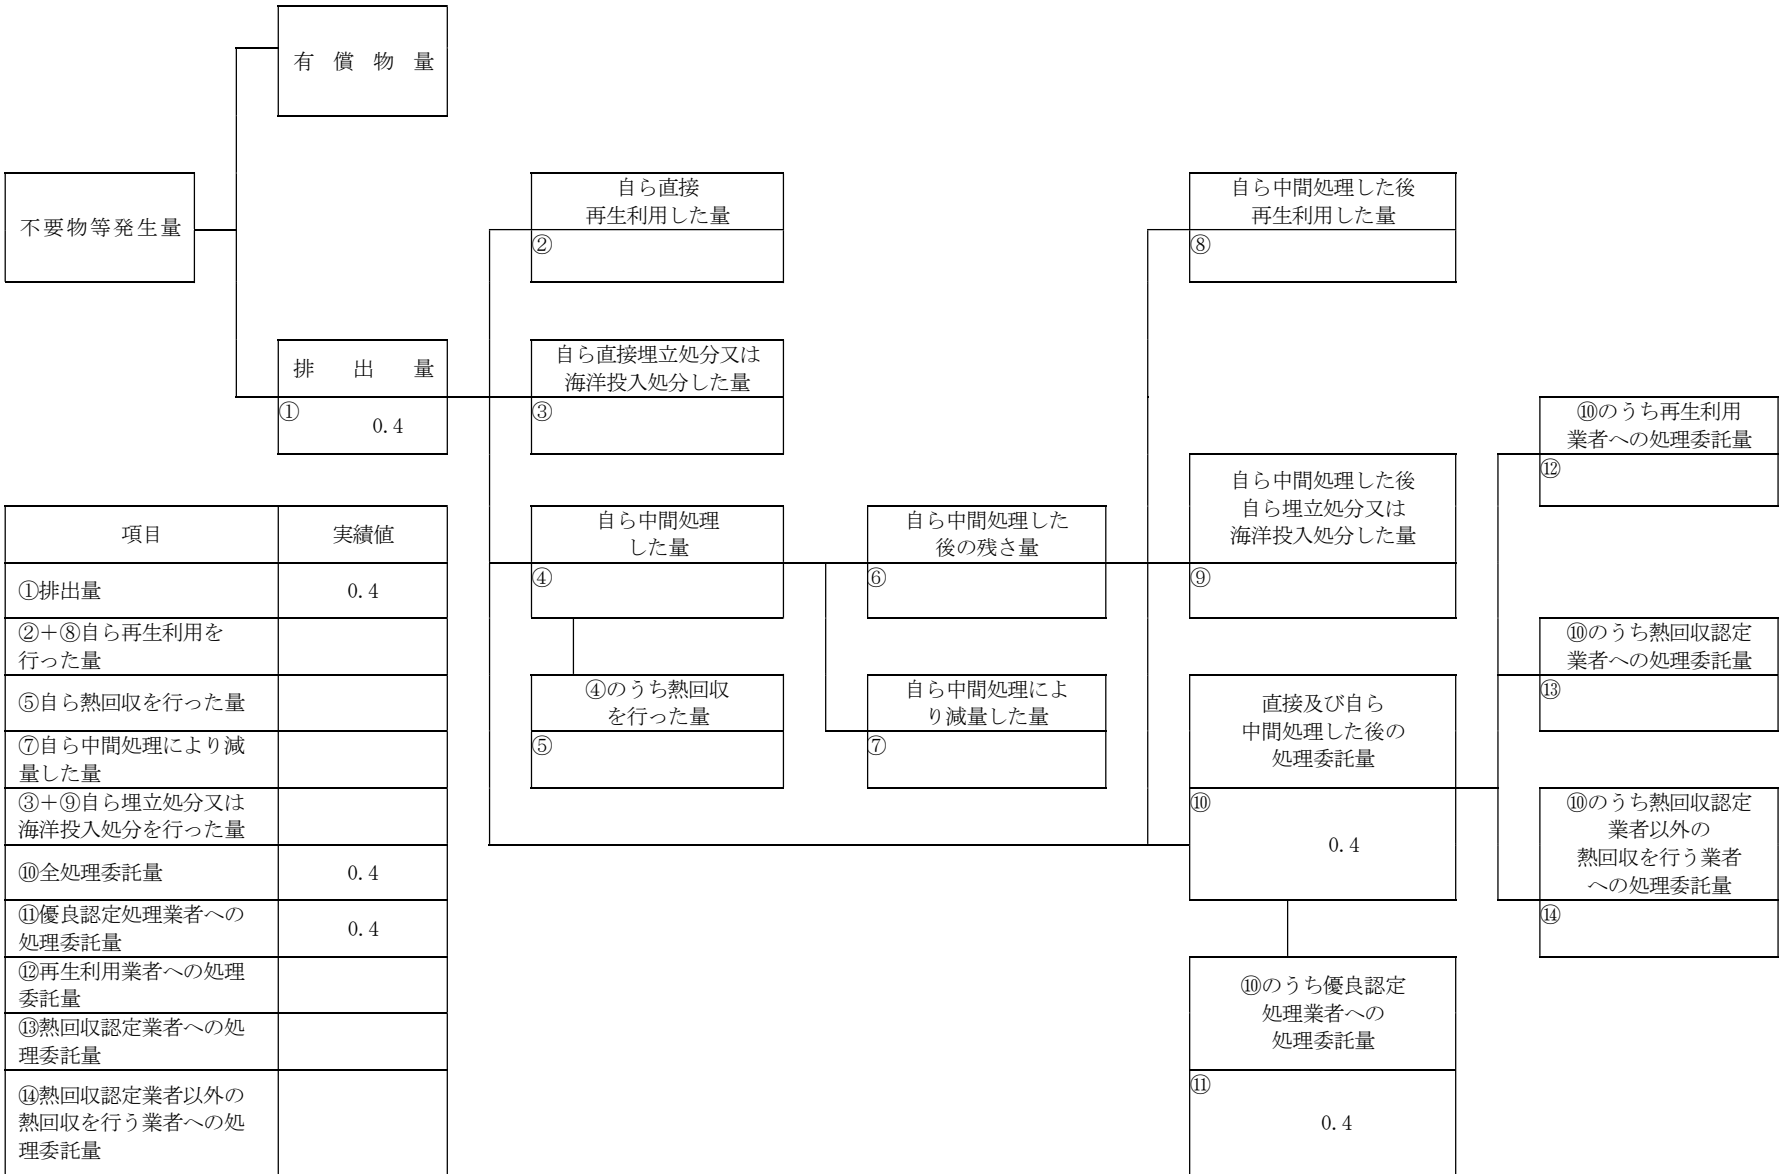 有 償 物 量
不要物等発生量
自ら直接
再生利用した量
②
自ら中間処理した後
再生利用した量
⑧
排 出 量
①
0.4
自ら直接埋立処分又は
海洋投入処分した量
③
⑩のうち再生利用
業者への処理委託量
⑫
自ら中間処理した後
自ら埋立処分又は
海洋投入処分した量
⑨
自ら中間処理
した量
④
自ら中間処理した
後の残さ量
⑥
⑩のうち熱回収認定
業者への処理委託量
⑬
④のうち熱回収
を行った量
⑤
自ら中間処理によ
り減量した量
⑦
直接及び自ら
中間処理した後の
処理委託量
⑩
0.4
⑩のうち熱回収認定
業者以外の
熱回収を行う業者
への処理委託量
⑭
⑩のうち優良認定
処理業者への
処理委託量
⑪
0.4
項目 実績値
①排出量 0.4
②+⑧自ら再生利用を
行った量
⑤自ら熱回収を行った量
⑦自ら中間処理により減
量した量
③+⑨自ら埋立処分又は
海洋投入処分を行った量
⑩全処理委託量 0.4
⑪優良認定処理業者への
処理委託量 0.4
⑫再生利用業者への処理
委託量
⑬熱回収認定業者への処
理委託量
⑭熱回収認定業者以外の
熱回収を行う業者への処
理委託量